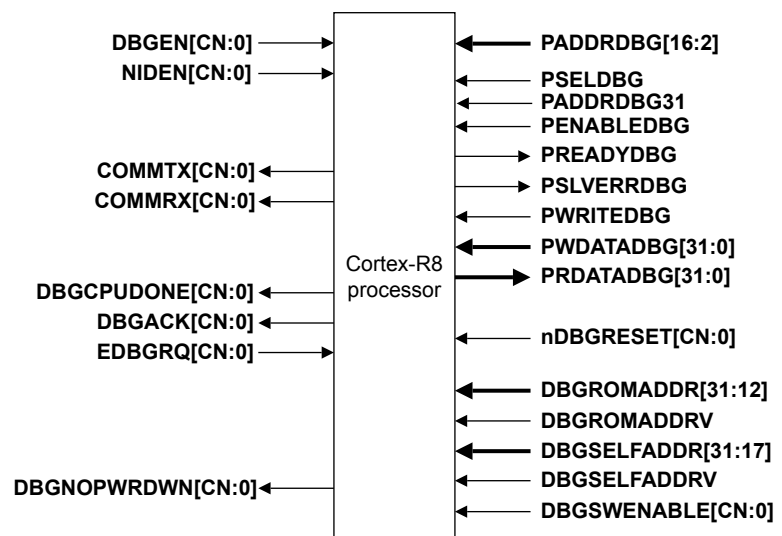 DBGEN[CN:0]
NIDEN[CN:0]
COMMTX[CN:0]
COMMRX[CN:0]
DBGCPUDONE[CN:0]
DBGACK[CN:0]
EDBGRQ[CN:0]
DBGNOPWRDWN[CN:0]
Cortex-R8
processor
PADDRDBG[16:2]
PSELDBG
PADDRDBG31
PENABLEDBG
PREADYDBG
PSLVERRDBG
PWRITEDBG
PWDATADBG[31:0]
PRDATADBG[31:0]
nDBGRESET[CN:0]
DBGROMADDR[31:12]
DBGROMADDRV
DBGSELFADDR[31:17]
DBGSELFADDRV
DBGSWENABLE[CN:0]